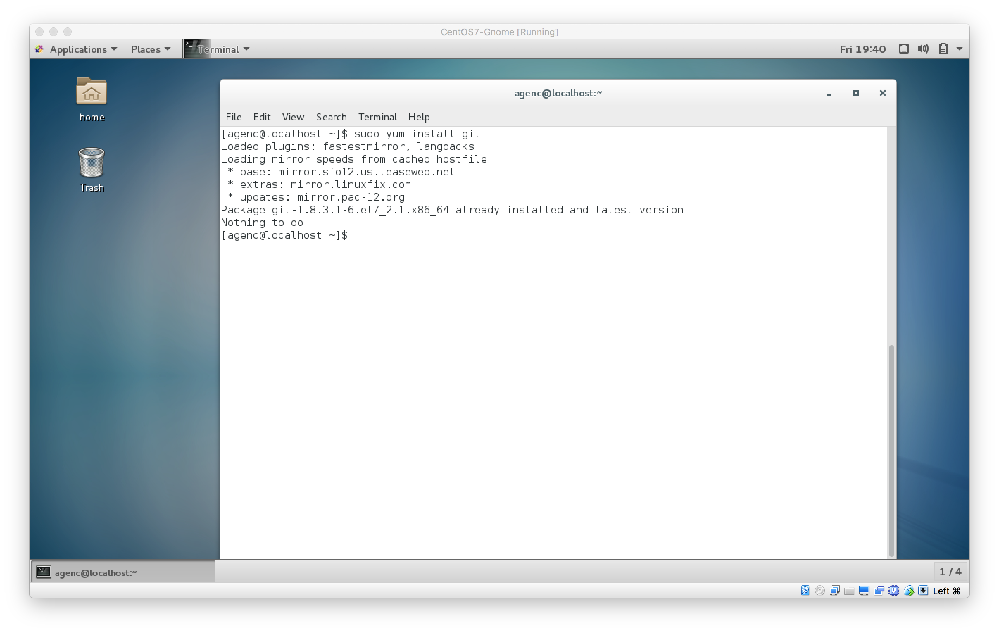 CentOS7-Gnome [Running]
Applications Places Terminal Fri 19:40
home
Trash
agenc@localhost:~
File Edit View Search Terminal Help
[agenc@localhost ~]$ sudo yum install git
Loaded plugins: fastestmirror, langpacks
Loading mirror speeds from cached hostfile
* base: mirror.sfo12.us.leaseweb.net
* extras: mirror.linuxfix.com
* updates: mirror.pac-12.org
Package git-1.8.3.1-6.el7_2.1.x86_64 already installed and latest version
Nothing to do
[agenc@localhost ~]$
agenc@localhost:~ 1 / 4
Left ⌘